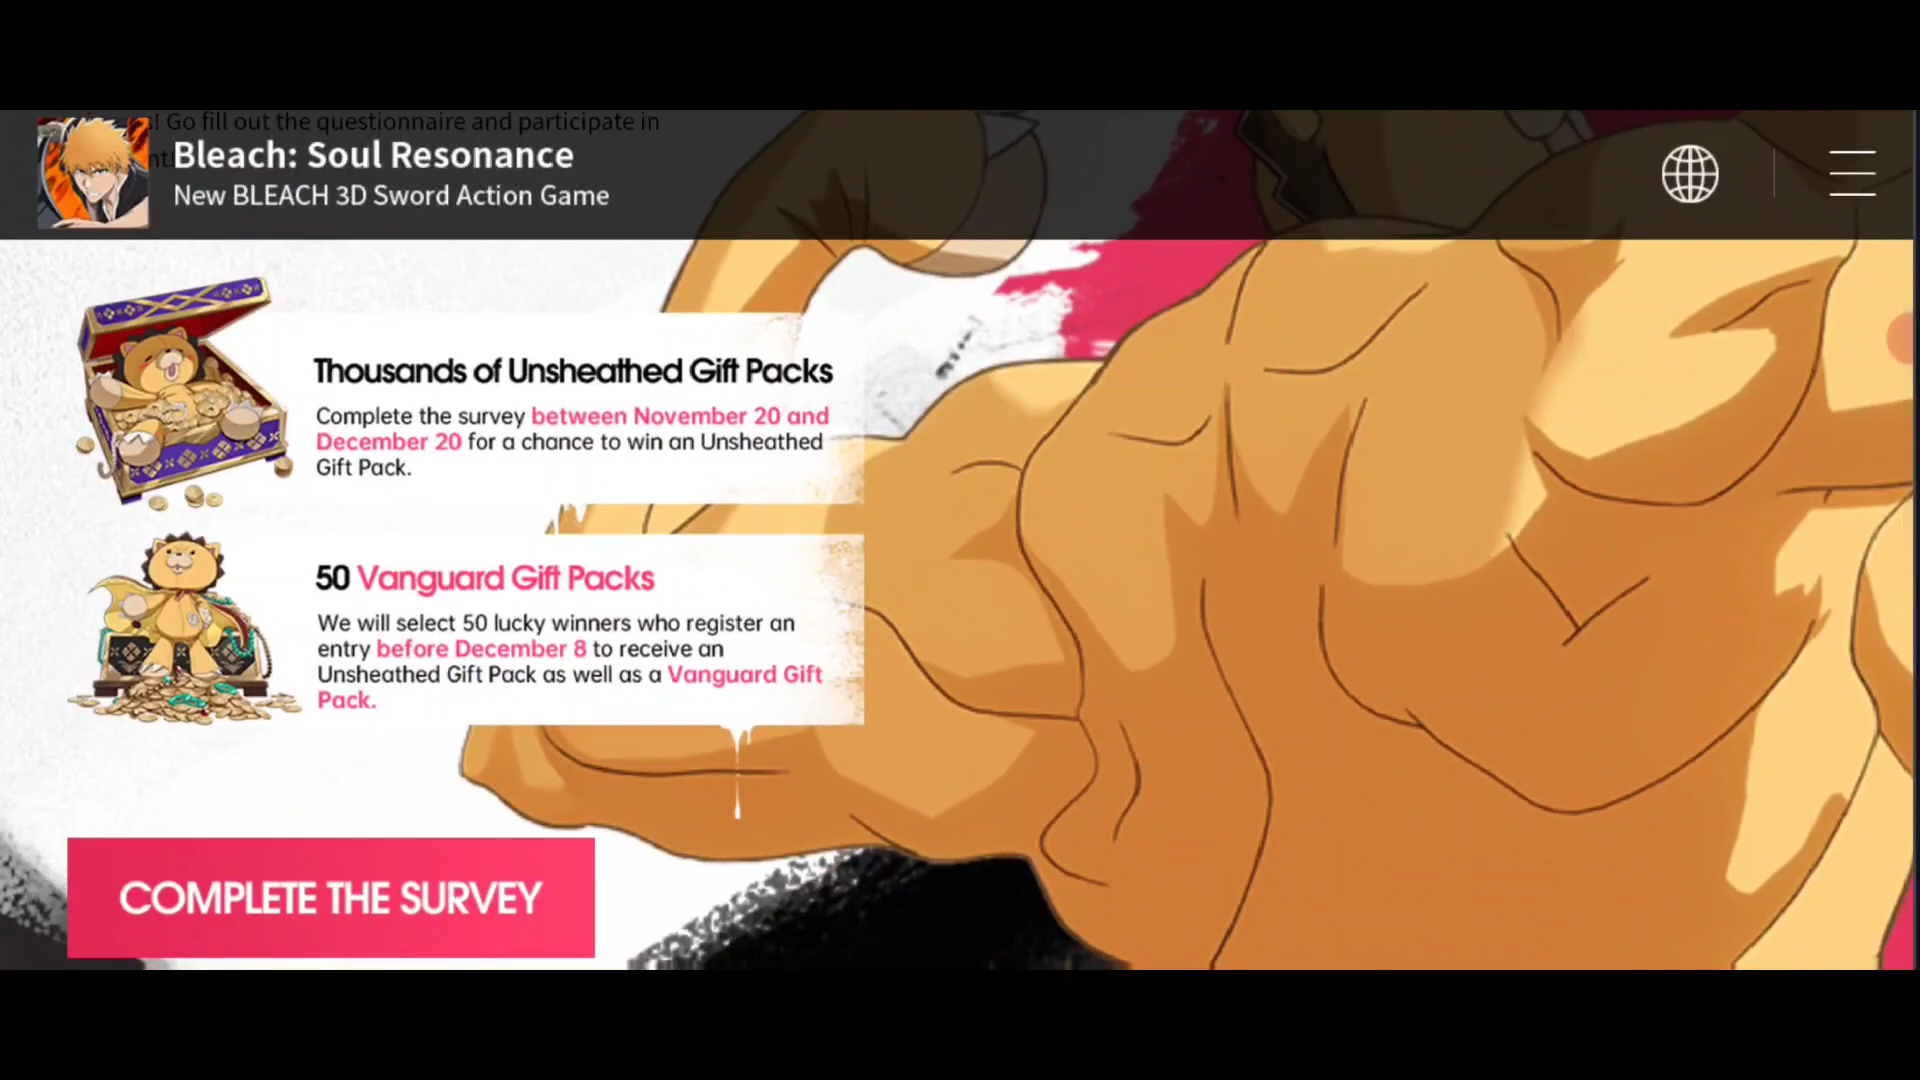 ! Go fill out the questionnaire and participate in
nt!
Bleach: Soul Resonance
New BLEACH 3D Sword Action Game
Thousands of Unsheathed Gift Packs
Complete the survey between November 20 and
December 20 for a chance to win an Unsheathed
Gift Pack.
50 Vanguard Gift Packs
We will select 50 lucky winners who register an
entry before December 8 to receive an
Unsheathed Gift Pack as well as a Vanguard Gift
Pack.
COMPLETE THE SURVEY